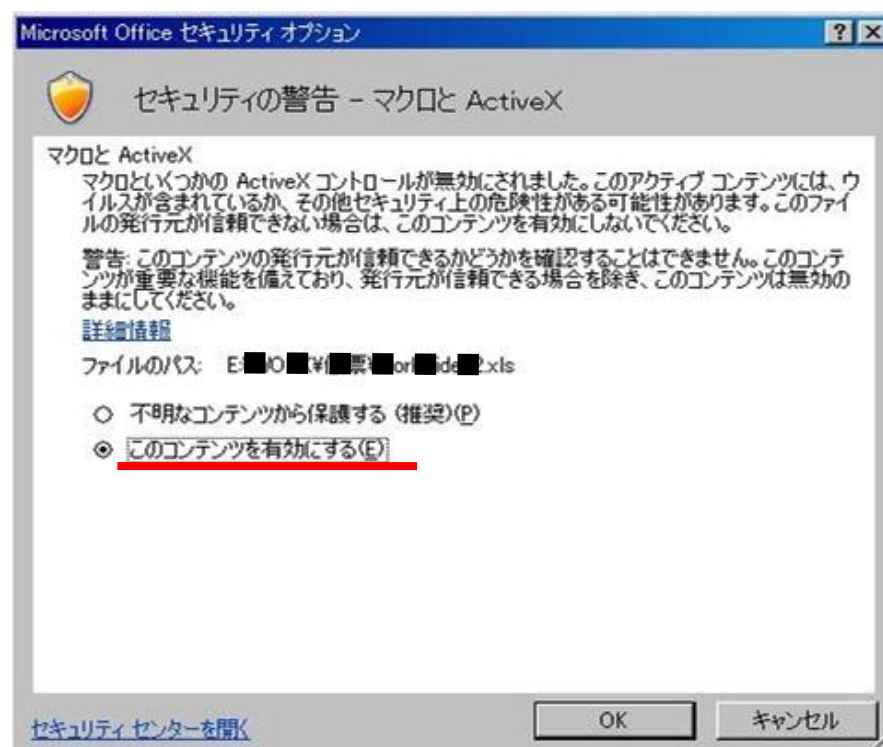 Microsoft Office セキュリティ オプション
セキュリティの警告 - マクロと ActiveX
マクロと ActiveX
マクロといくつかの ActiveX コントロールが無効にされました。このアクティブ コンテンツには、ウ
イルスが含まれているか、その他セキュリティ上の危険性がある可能性があります。このファイ
ルの発行元が信頼できない場合は、このコンテンツを有効にしないでください。
警告: このコンテンツの発行元が信頼できるかどうかを確認することはできません。このコンテ
ンツが重要な機能を備えており、発行元が信頼できる場合を除き、このコンテンツは無効の
ままにしてください。
詳細情報
ファイルのパス: E: .xls
不明なコンテンツから保護する (推奨)(P)
このコンテンツを有効にする(E)
セキュリティ センターを開く
OK
キャンセル